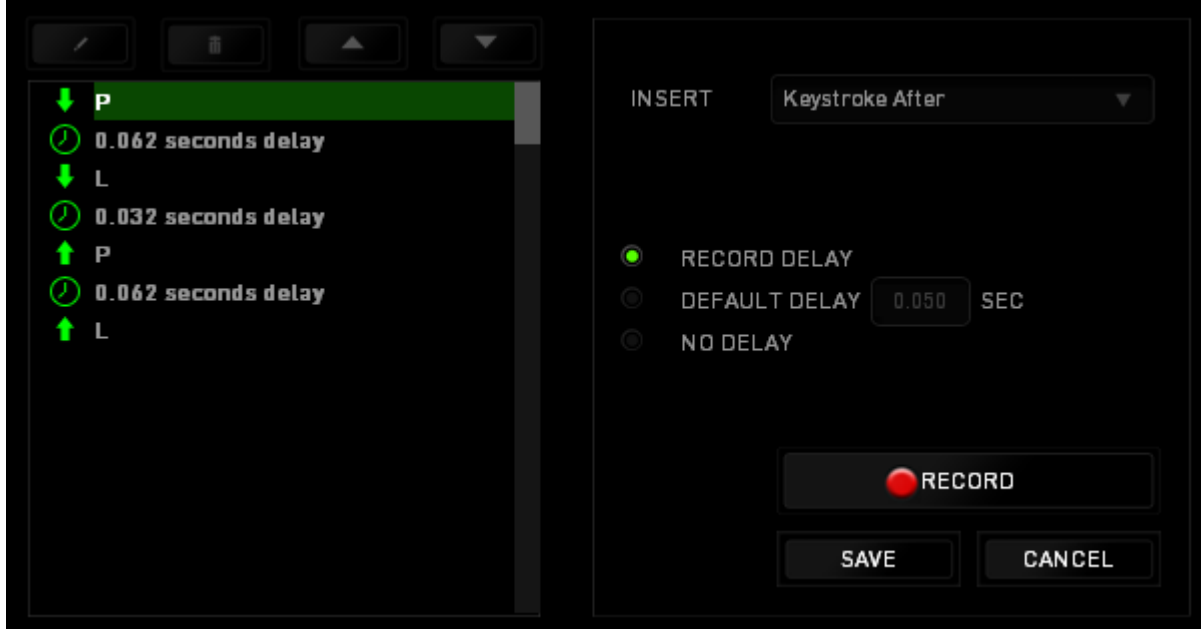 P
0.062 seconds delay
L
0.032 seconds delay
P
0.062 seconds delay
L
INSERT Keystroke After
RECORD DELAY
DEFAULT DELAY 0.050 SEC
NO DELAY
RECORD
SAVE CANCEL